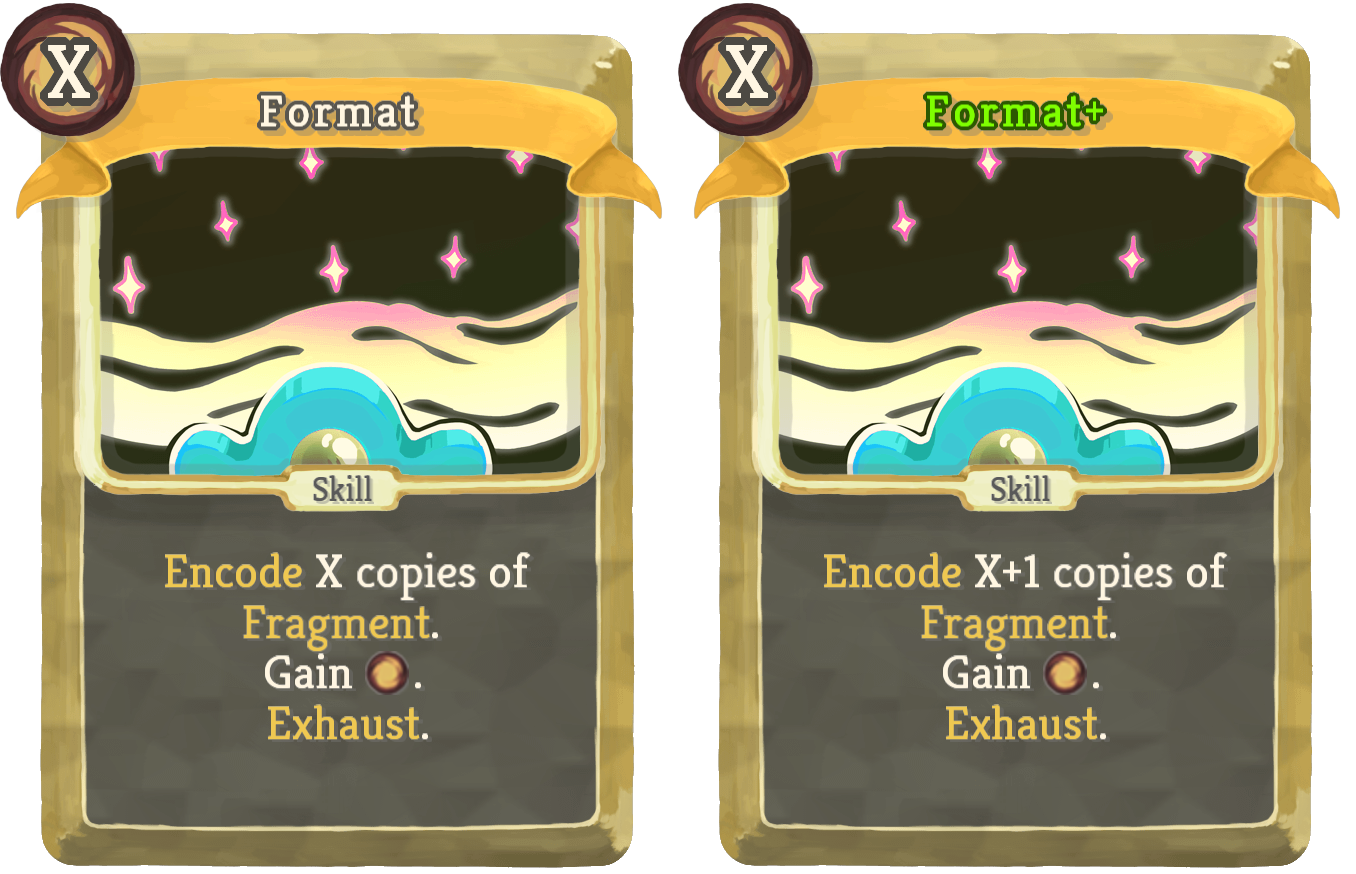 X
Format
Skill
Encode X copies of
Fragment.
Gain .
Exhaust.
X
Format+
Skill
Encode X+1 copies of
Fragment.
Gain .
Exhaust.